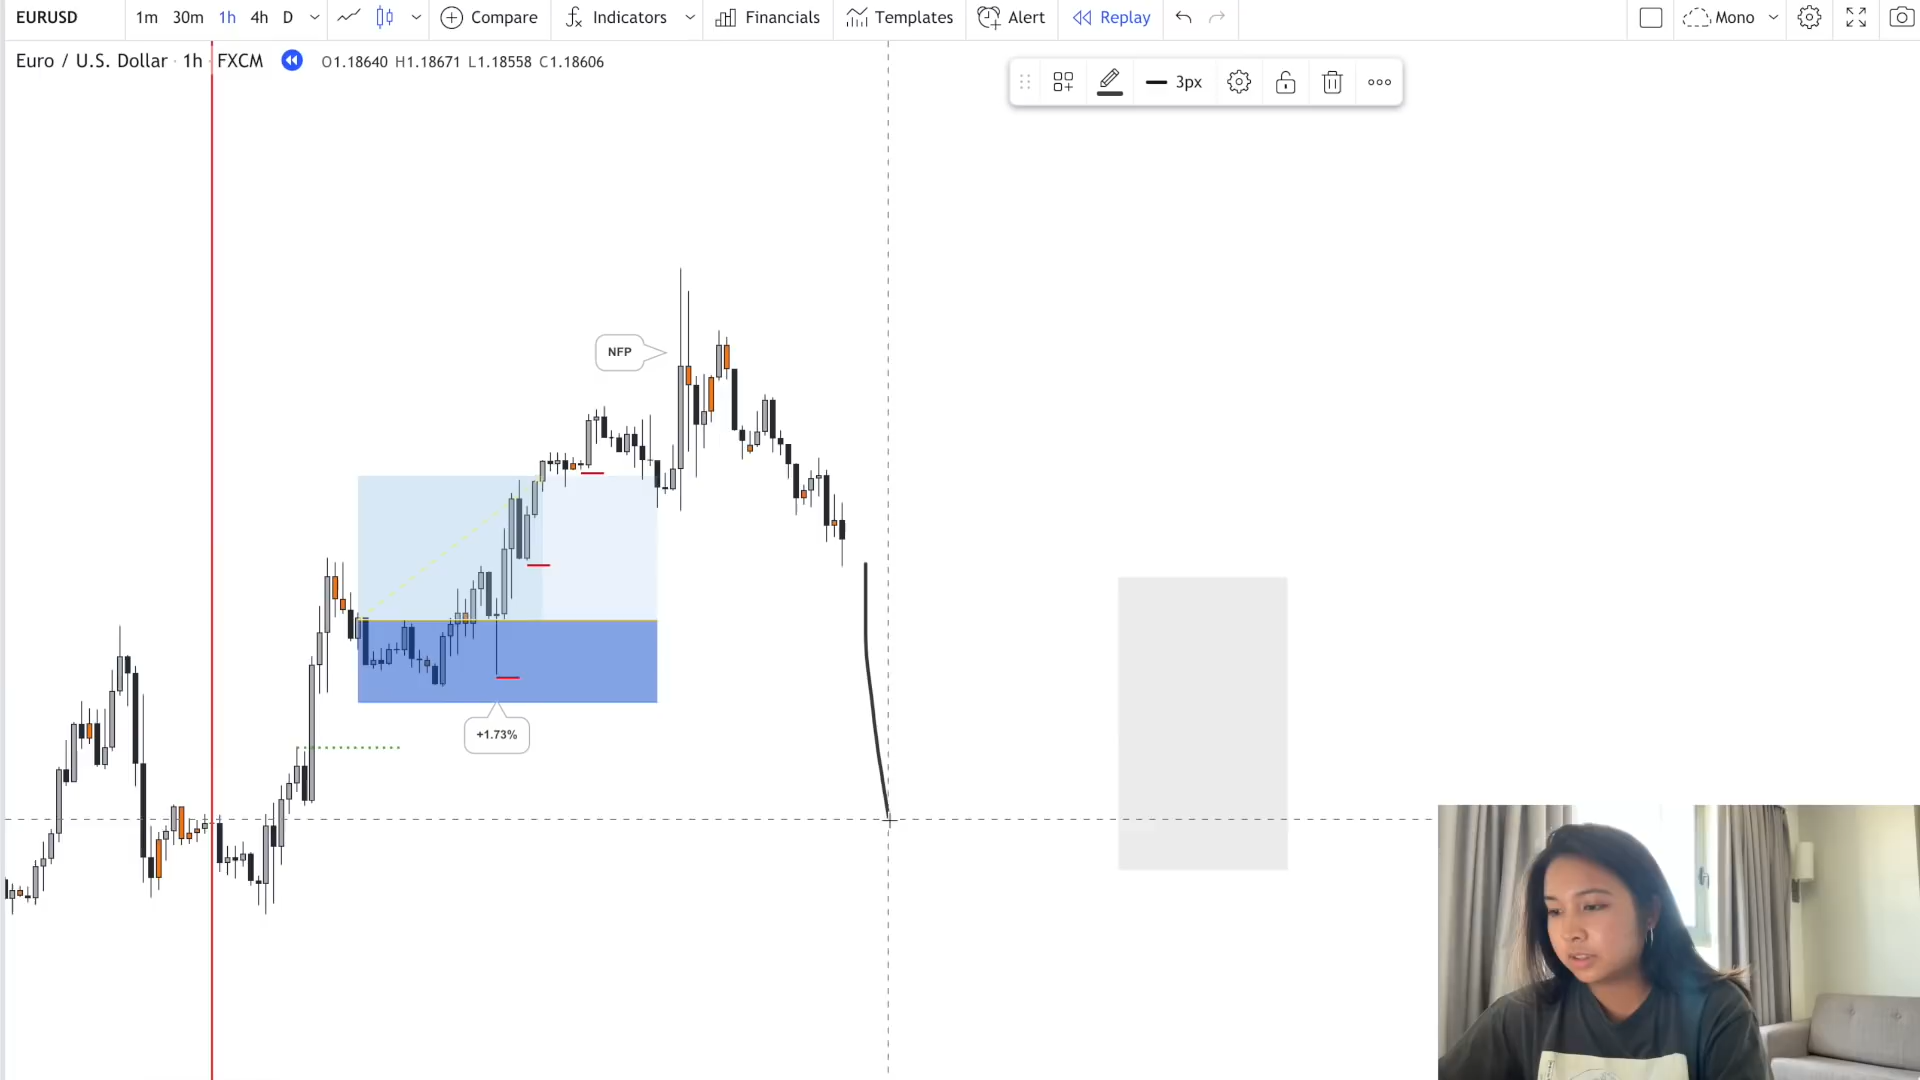 EURUSD 1m 30m 1h 4h D Compare Indicators Financials Templates Alert Replay Mono
Euro / U.S. Dollar · 1h · FXCM O1.18640 H1.18671 L1.18558 C1.18606
3px
NFP
+1.73%